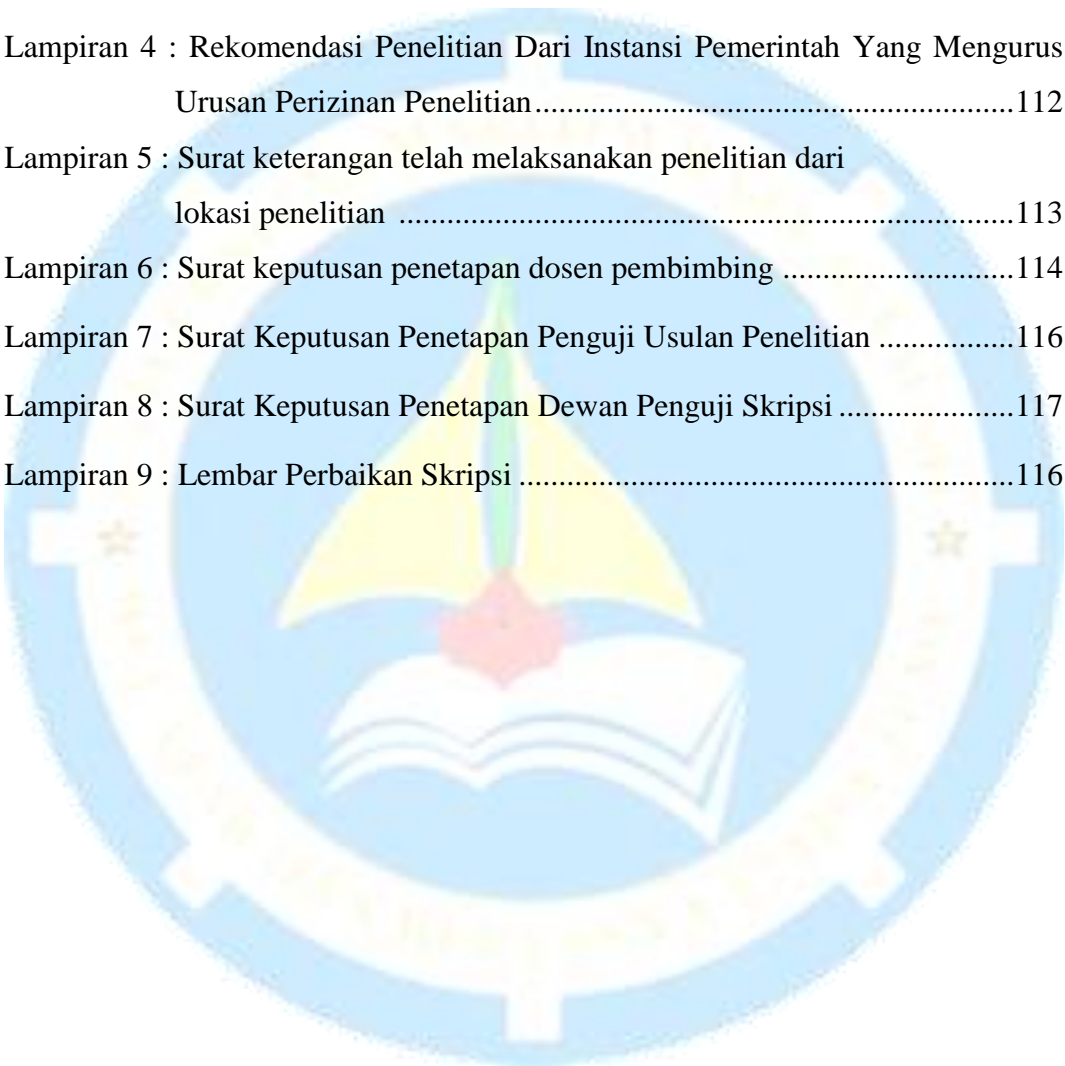 Lampiran 4 : Rekomendasi Penelitian Dari Instansi Pemerintah Yang Mengurus
Urusan Perizinan Penelitian.......................................................................112
Lampiran 5 : Surat keterangan telah melaksanakan penelitian dari
lokasi penelitian ...........................................................................................113
Lampiran 6 : Surat keputusan penetapan dosen pembimbing ..................................114
Lampiran 7 : Surat Keputusan Penetapan Penguji Usulan Penelitian ....................116
Lampiran 8 : Surat Keputusan Penetapan Dewan Penguji Skripsi..........................117
Lampiran 9 : Lembar Perbaikan Skripsi .........................................................................116